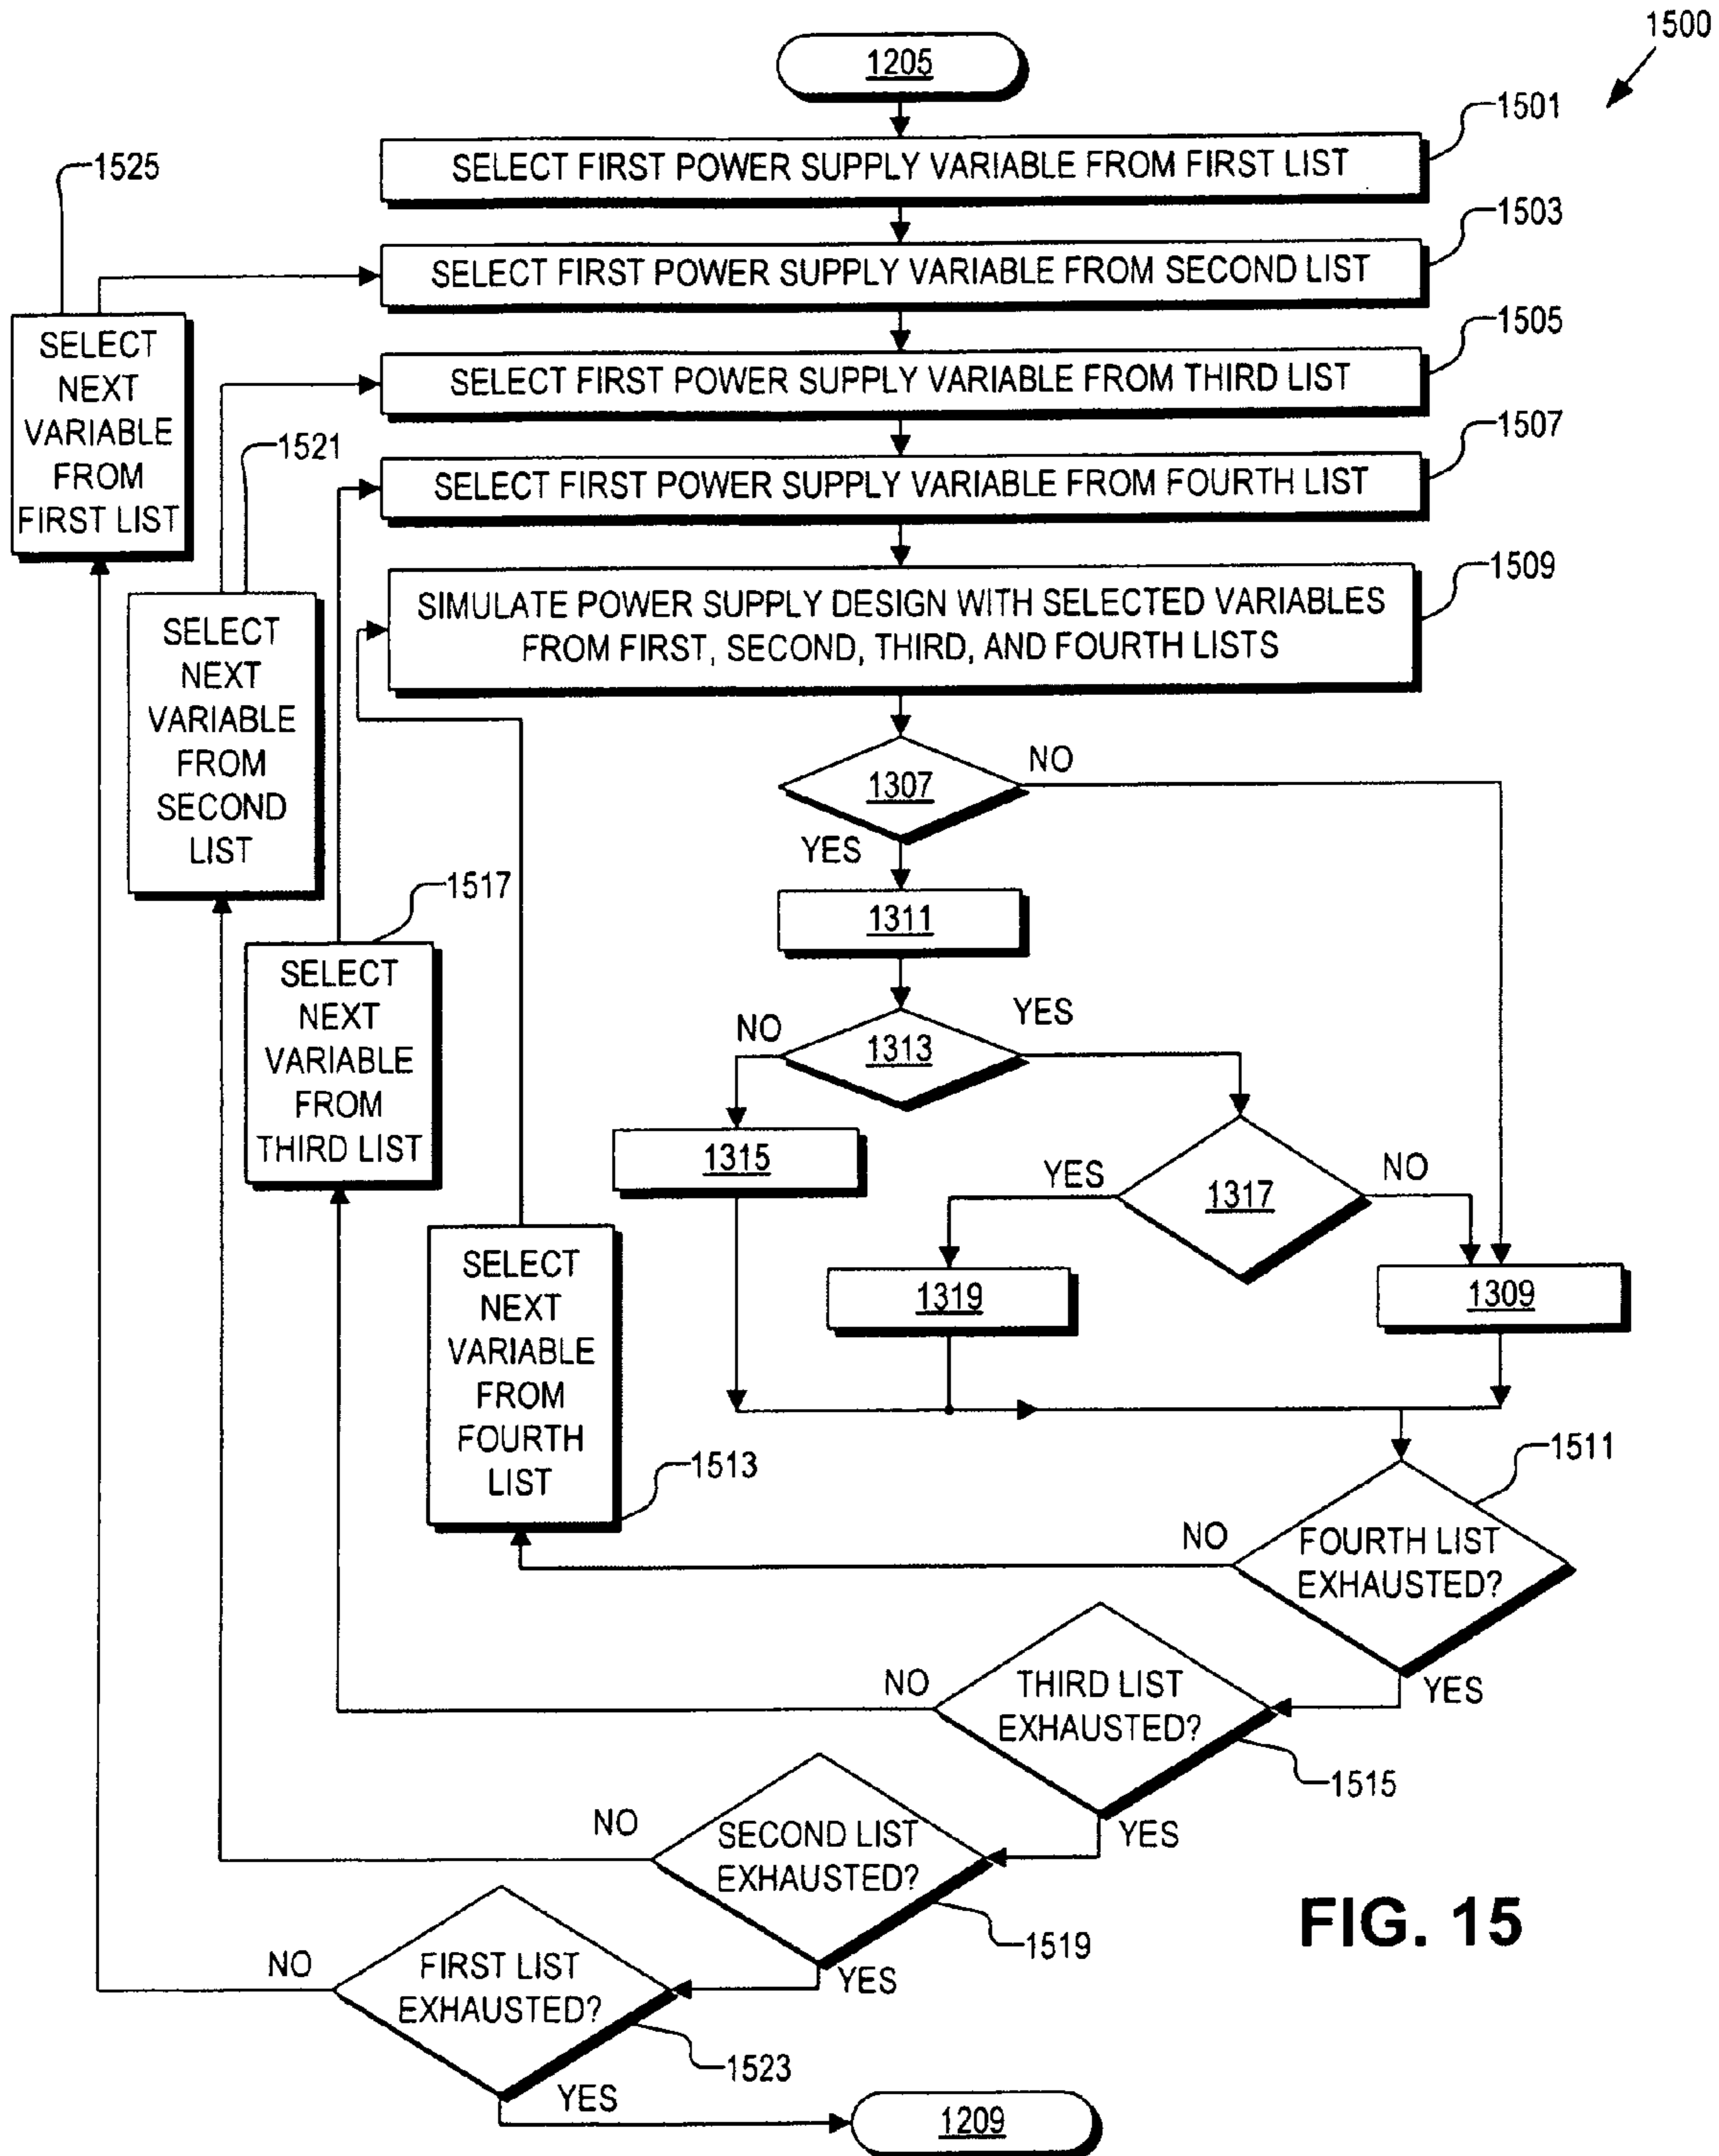 1500
1205
1501
SELECT FIRST POWER SUPPLY VARIABLE FROM FIRST LIST
1503
SELECT FIRST POWER SUPPLY VARIABLE FROM SECOND LIST
1505
SELECT FIRST POWER SUPPLY VARIABLE FROM THIRD LIST
1507
SELECT FIRST POWER SUPPLY VARIABLE FROM FOURTH LIST
1509
SIMULATE POWER SUPPLY DESIGN WITH SELECTED VARIABLES
FROM FIRST, SECOND, THIRD, AND FOURTH LISTS
1525
SELECT
NEXT
VARIABLE
FROM
FIRST LIST
1521
SELECT
NEXT
VARIABLE
FROM
SECOND
LIST
1517
SELECT
NEXT
VARIABLE
FROM
THIRD LIST
SELECT
NEXT
VARIABLE
FROM
FOURTH
LIST
1513
1307
NO
YES
1311
NO
1313
YES
1315
YES
1317
NO
1319
1309
1511
NO
FOURTH LIST
EXHAUSTED?
YES
NO
THIRD LIST
EXHAUSTED?
1515
YES
NO
SECOND LIST
EXHAUSTED?
1519
YES
NO
FIRST LIST
EXHAUSTED?
1523
YES
1209
FIG. 15